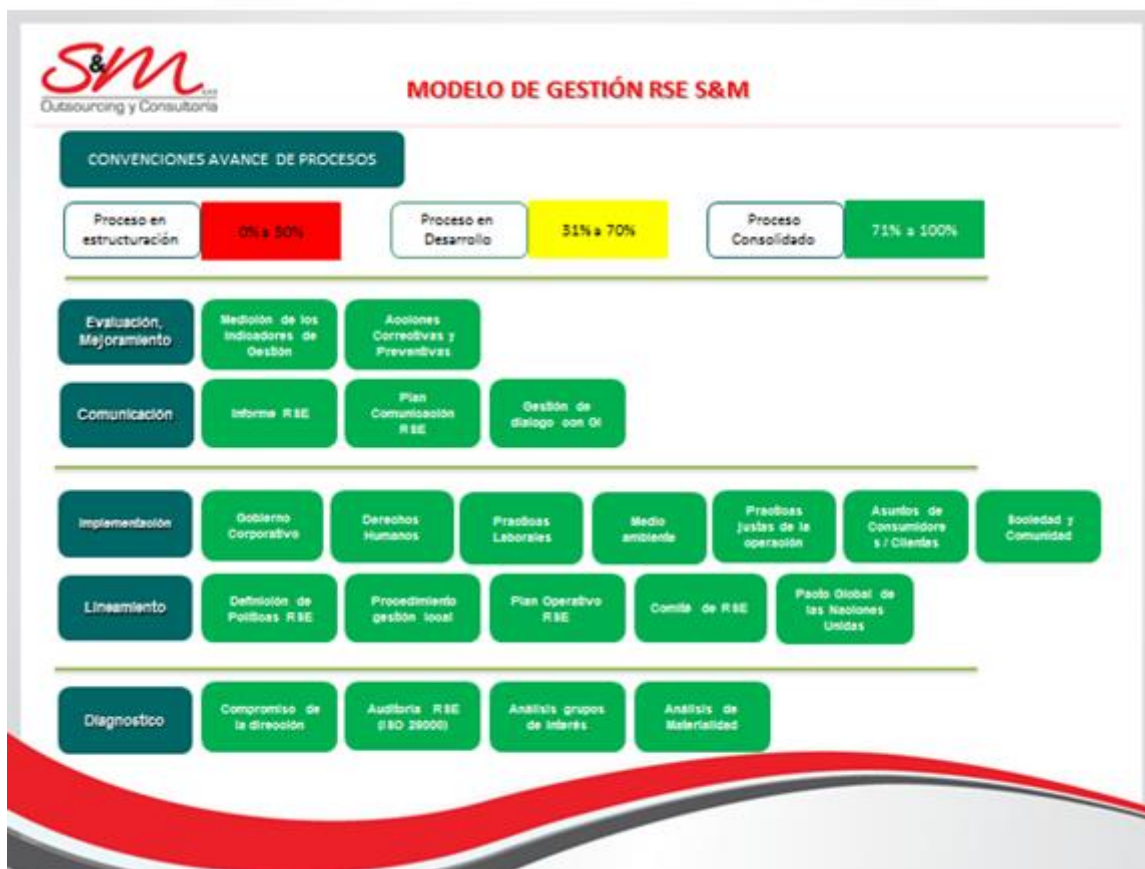 S&M
S.A.S
Outsourcing y Consultoría
MODELO DE GESTIÓN RSE S&M
CONVENCIONES AVANCE DE PROCESOS
Proceso en
estructuración
0% a 50%
Proceso en
Desarrollo
51% a 70%
Proceso
Consolidado
71% a 100%
Evaluación,
Mejoramiento
Medición de los
Indicadores de
Gestión
Acciones
Correctivas y
Preventivas
Comunicación
Informe RSE
Plan
Comunicación
RSE
Gestión de
dialogo con GI
Implementación
Gobierno
Corporativo
Derechos
Humanos
Practicas
Laborales
Medio
ambiente
Practicas
justas de la
operación
Asuntos de
Consumidore
s / Clientes
Sociedad y
Comunidad
Lineamiento
Definición de
Políticas RSE
Procedimiento
gestión local
Plan Operativo
RSE
Comité de RSE
Pacto Global de
las Naciones
Unidas
Diagnostico
Compromiso de
la dirección
Auditoria RSE
(ISO 26000)
Análisis grupos
de Interés
Análisis de
Materialidad